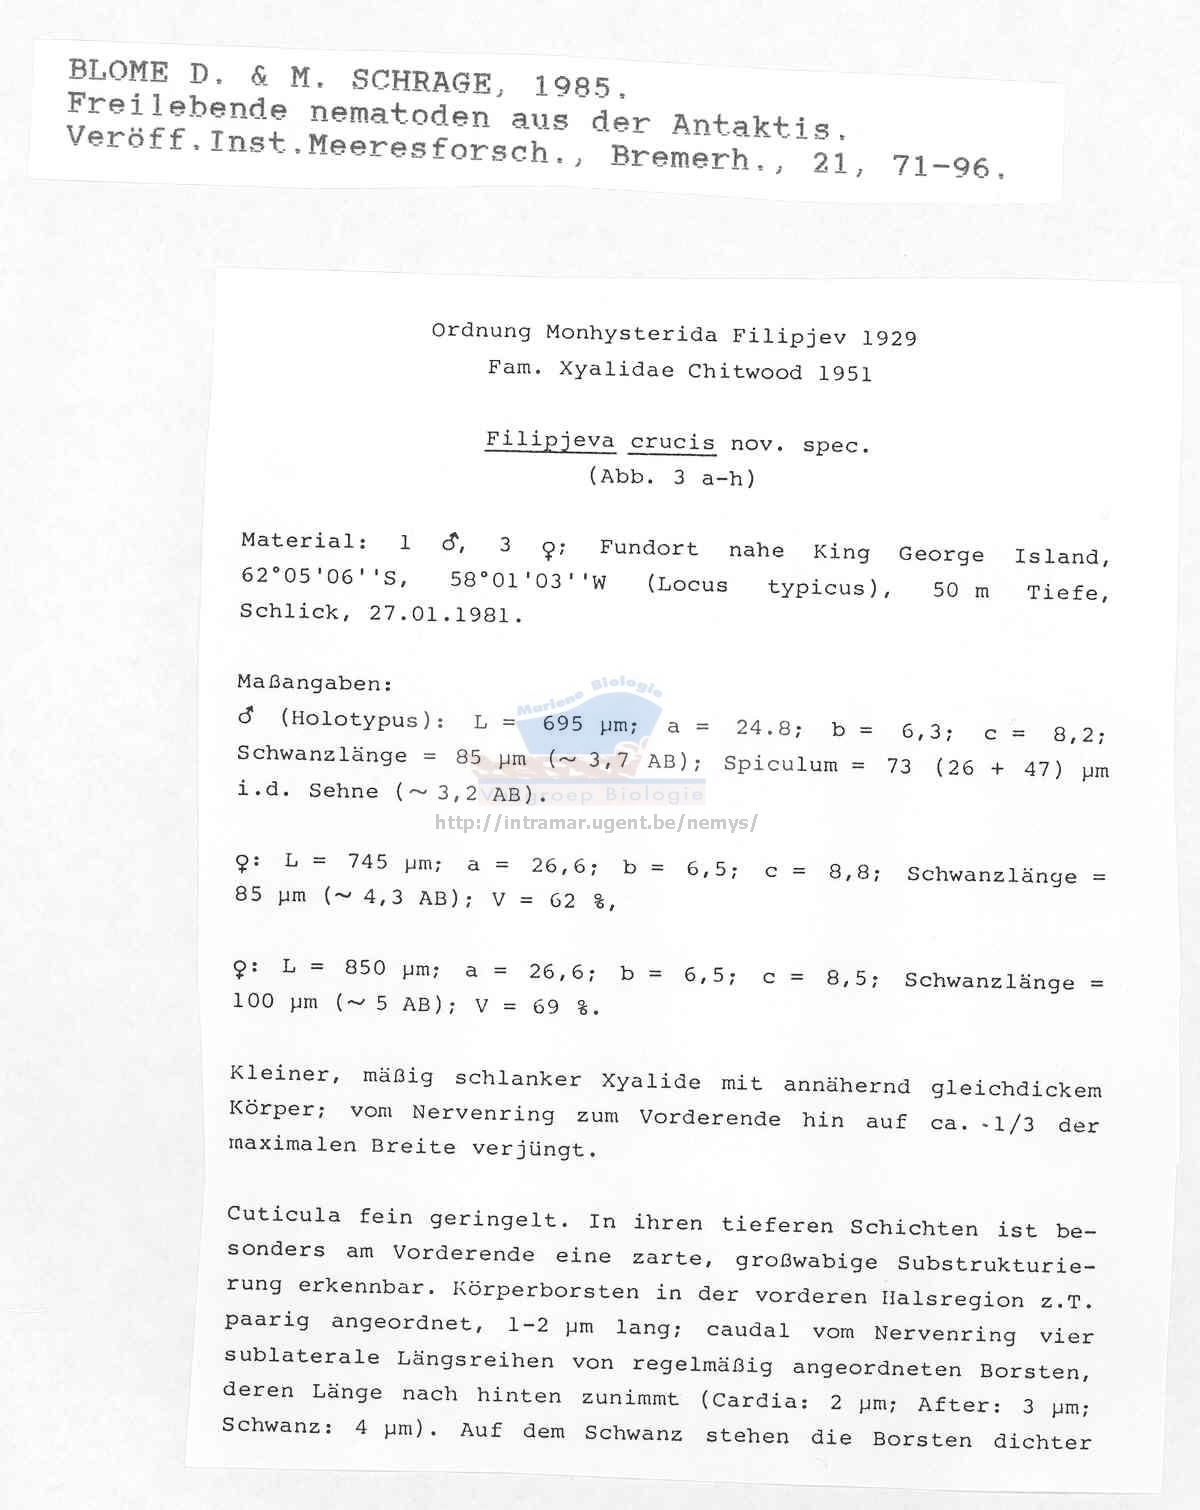 BLOME D. & M. SCHRAGE, 1985.
Freilebende nematoden aus der Antaktis.
Veröff.Inst.Meeresforsch., Bremerh., 21, 71-96.
Ordnung Monhysterida Filipjev 1929
Fam. Xyalidae Chitwood 1951
Filipjeva crucis nov. spec.
(Abb. 3 a-h)
Material: 1 ♂, 3 ♀; Fundort nahe King George Island,
62°05'06''S, 58°01'03''W (Locus typicus), 50 m Tiefe,
Schlick, 27.01.1981.
Maßangaben:
Mariene Biologie
♂ (Holotypus): L = 695 µm; a = 24.8; b = 6,3; c = 8,2;
Schwanzlänge = 85 µm (~ 3,7 AB); Spiculum = 73 (26 + 47) µm
i.d. Sehne (~ 3,2 AB).
Biologie
http://intramar.ugent.be/nemys/
♀: L = 745 µm; a = 26,6; b = 6,5; c = 8,8; Schwanzlänge =
85 µm (~ 4,3 AB); V = 62 %,
♀: L = 850 µm; a = 26,6; b = 6,5; c = 8,5; Schwanzlänge =
100 µm (~ 5 AB); V = 69 %.
Kleiner, mäßig schlanker Xyalide mit annähernd gleichdickem
Körper; vom Nervenring zum Vorderende hin auf ca. -1/3 der
maximalen Breite verjüngt.
Cuticula fein geringelt. In ihren tieferen Schichten ist be-
sonders am Vorderende eine zarte, großwabige Substrukturie-
rung erkennbar. Körperborsten in der vorderen Halsregion z.T.
paarig angeordnet, 1-2 µm lang; caudal vom Nervenring vier
sublaterale Längsreihen von regelmäßig angeordneten Borsten,
deren Länge nach hinten zunimmt (Cardia: 2 µm; After: 3 µm;
Schwanz: 4 µm). Auf dem Schwanz stehen die Borsten dichter